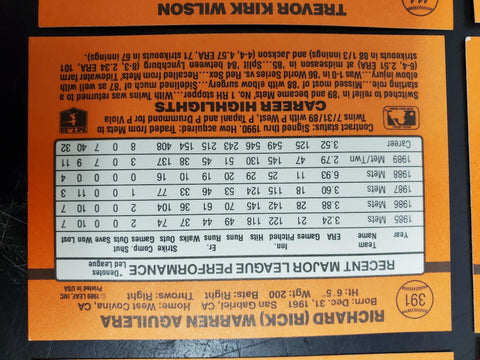 TREVOR KIRK WILSON
391
RICHARD (RICK) WARREN AGUILERA
Born: Dec. 31, 1961 San Gabriel, CA Home: West Covina, CA
Ht: 6' 5" Wgt: 200 Bats: Right Throws: Right
RECENT MAJOR LEAGUE PERFORMANCE
*Denotes
Led League
© 1989 LEAF, INC.
Printed in USA
Year Team Name ERA Games Pitched Inn. Hits Runs Er. Runs Walks Strike Outs Comp. Games Shut Outs Saves Won Lost
1985 Mets 3.24 21 122 118 49 44 37 74 2 0 0 10 7
1986 Mets 3.88 28 142 145 70 61 36 104 2 0 0 10 7
1987 Mets 3.60 18 115 124 53 46 33 77 1 0 0 11 3
1988 Mets 6.93 11 25 29 20 19 10 16 0 0 0 0 4
1989 Met/Twn 2.79 47 145 130 51 45 38 137 3 0 7 9 11
Career 3.52 125 549 546 243 215 154 408 8 0 7 40 32
Contract status: Signed thru 1990. How Acquired: Traded from Mets to
Twins 7/31/89 with West, Tapani and Drummond for Viola
CAREER HIGHLIGHTS
Switched to relief in '89 and became Mets' No. 1 RH stopper...With Twins was returned to a
starting role. Missed most of '88 with elbow surgery...Sidelined much of '87 as well with
elbow injury...Was 1-0 in '86 World Series vs. Red Sox...Recalled from Mets' Tidewater farm
(6-4) (2.51 ERA) at midseason in '85...Split '84 between Lynchburg (8-3) (2.34 ERA, 101
strikeouts in 88 1/3 innings) and Jackson (4-4) (4.57 ERA, 71 strikeouts in 67 innings)